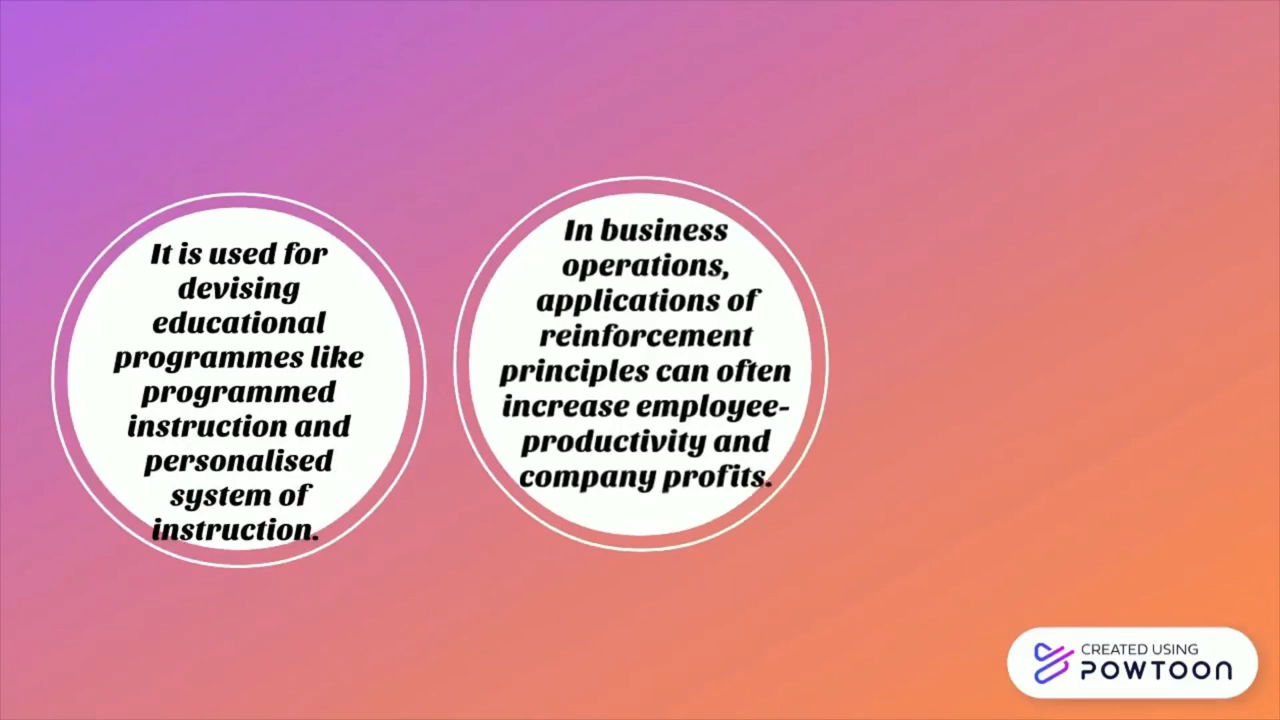 It is used for
devising
educational
programmes like
programmed
instruction and
personalised
system of
instruction.
In business
operations,
applications of
reinforcement
principles can often
increase employee-
productivity and
company profits.
CREATED USING
POWTOON